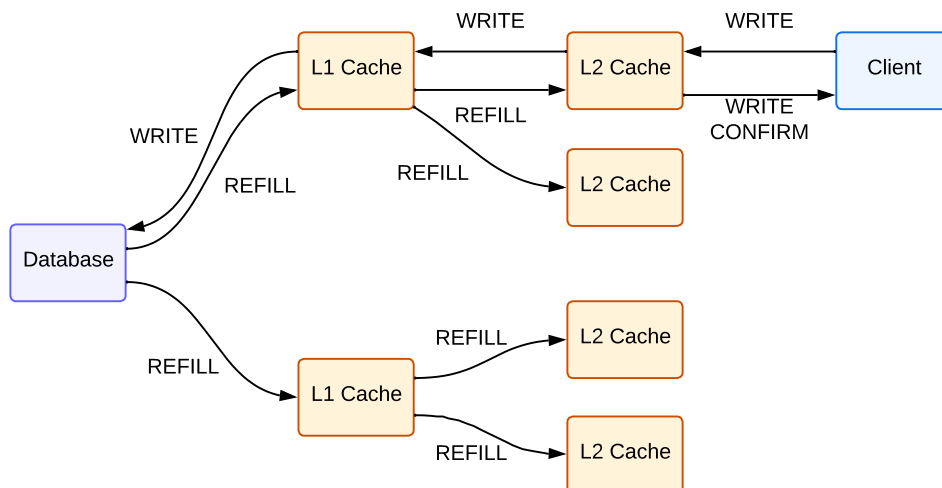 WRITE
WRITE
L1 Cache
L2 Cache
Client
WRITE
CONFIRM
REFILL
WRITE
REFILL
REFILL
L2 Cache
Database
REFILL
L2 Cache
REFILL
L1 Cache
REFILL
L2 Cache